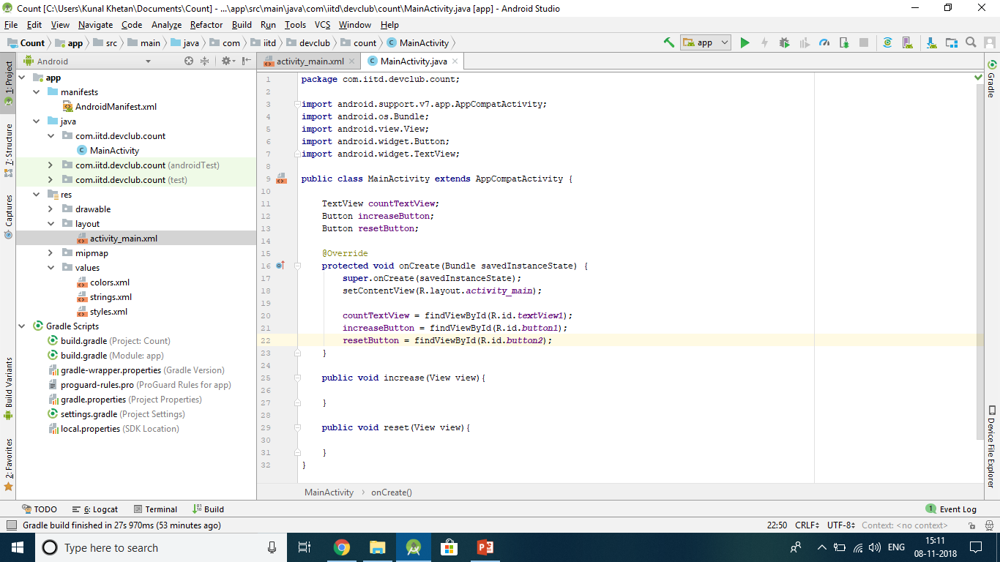 Count [C:\Users\Kunal Khetan\Documents\Count] - ...\app\src\main\java\com\iitd\devclub\count\MainActivity.java [app] - Android Studio
File Edit View Navigate Code Analyze Refactor Build Run Tools VCS Window Help
Count app src main java com iitd devclub count MainActivity
app
1: Project
7: Structure
Captures
Build Variants
2: Favorites
Android
app
manifests
AndroidManifest.xml
java
com.iitd.devclub.count
MainActivity
com.iitd.devclub.count (androidTest)
com.iitd.devclub.count (test)
res
drawable
layout
activity_main.xml
mipmap
values
colors.xml
strings.xml
styles.xml
Gradle Scripts
build.gradle (Project: Count)
build.gradle (Module: app)
gradle-wrapper.properties (Gradle Version)
proguard-rules.pro (ProGuard Rules for app)
gradle.properties (Project Properties)
settings.gradle (Project Settings)
local.properties (SDK Location)
activity_main.xml MainActivity.java
1 package com.iitd.devclub.count;
2
3 import android.support.v7.app.AppCompatActivity;
4 import android.os.Bundle;
5 import android.view.View;
6 import android.widget.Button;
7 import android.widget.TextView;
8
9 public class MainActivity extends AppCompatActivity {
10
11 TextView countTextView;
12 Button increaseButton;
13 Button resetButton;
14
15 @Override
16 protected void onCreate(Bundle savedInstanceState) {
17 super.onCreate(savedInstanceState);
18 setContentView(R.layout.activity_main);
19
20 countTextView = findViewById(R.id.textView1);
21 increaseButton = findViewById(R.id.button1);
22 resetButton = findViewById(R.id.button2);
23 }
24
25 public void increase(View view){
26
27 }
28
29 public void reset(View view){
30
31 }
32 }
MainActivity onCreate()
Gradle
Device File Explorer
TODO 6: Logcat Terminal Build
1 Event Log
Gradle build finished in 27s 970ms (53 minutes ago)
22:50 CRLF UTF-8 Context: <no context>
Type here to search
ENG
15:11
08-11-2018